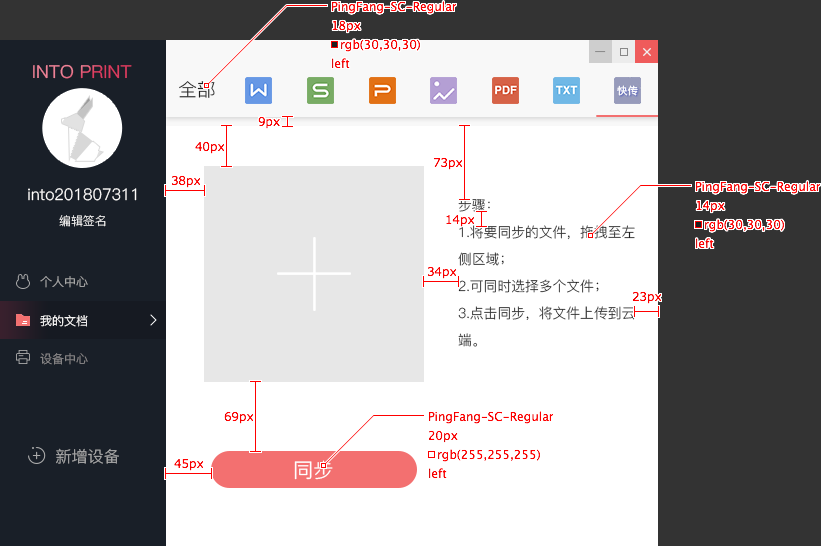 PingFang-SC-Regular
18px
rgb(30,30,30)
left
INTO PRINT
全部
W
S
P
PDF
TXT
快传
9px
40px
73px
38px
PingFang-SC-Regular
14px
rgb(30,30,30)
left
into201807311
编辑签名
步骤：
14px
1.将要同步的文件，拖拽至左
侧区域；
34px
2.可同时选择多个文件；
23px
3.点击同步，将文件上传到云
端。
个人中心
我的文档
设备中心
69px
PingFang-SC-Regular
20px
rgb(255,255,255)
left
新增设备
45px
同步